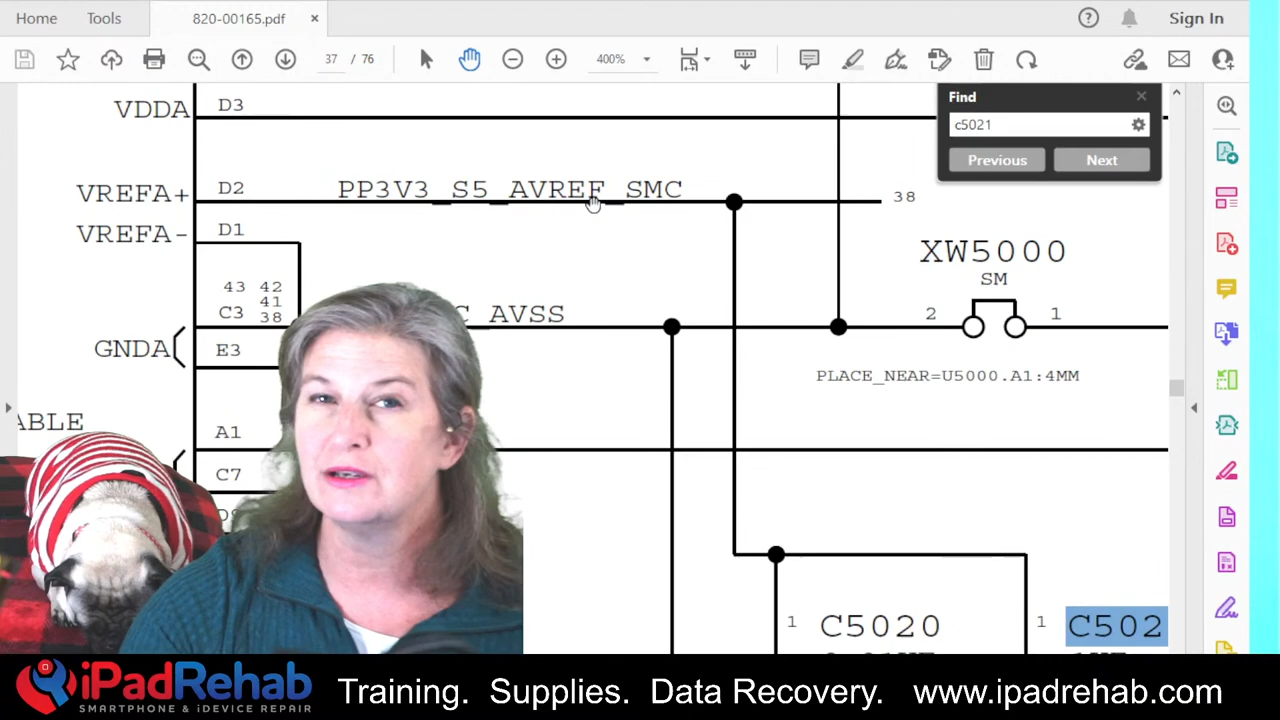 Home Tools 820-00165.pdf × ? Sign In
37 / 76 400%
Find
c5021
Previous Next
VDDA D3
VREFA+ D2 PP3V3_S5_AVREF_SMC 38
VREFA- D1
XW5000
SM
43 42
41
C3 38 C_AVSS 2 1
GNDA E3
PLACE_NEAR=U5000.A1:4MM
ABLE
A1
C7
1 C5020 1 C502
iPadRehab
SMARTPHONE & iDEVICE REPAIR
Training. Supplies. Data Recovery. www.ipadrehab.com